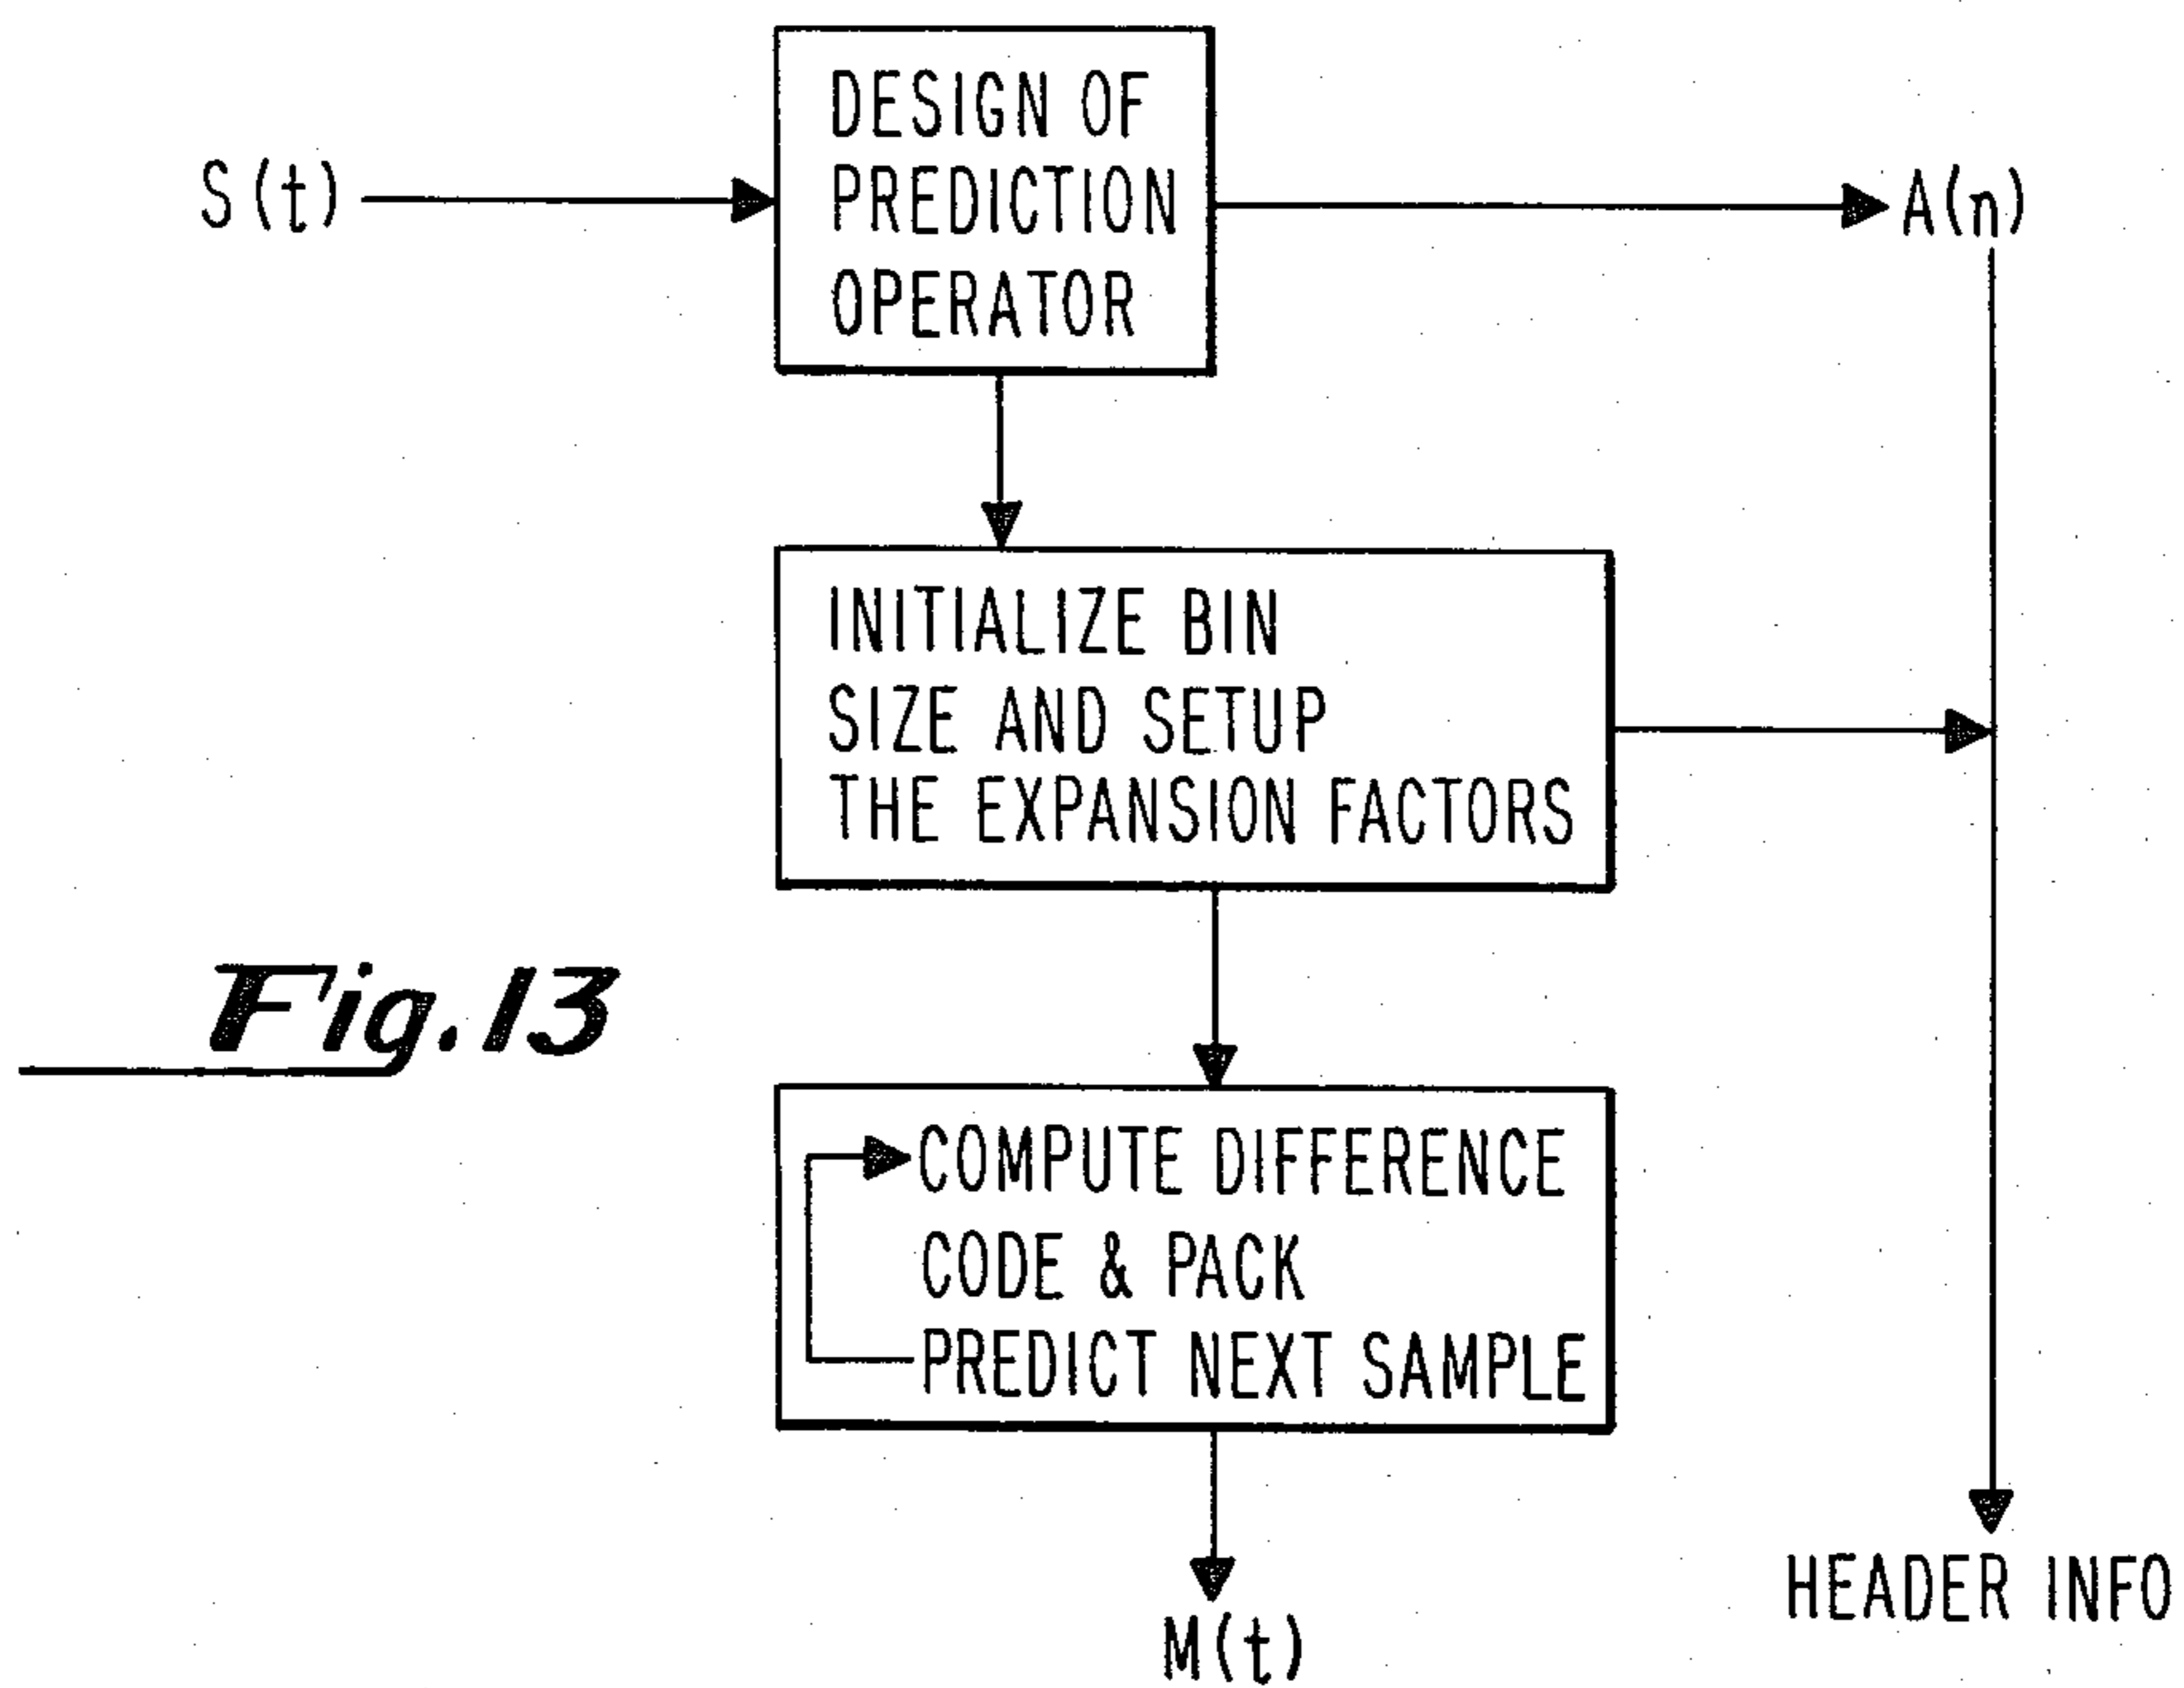 DESIGN OF
PREDICTION
OPERATOR
S(t)
A(n)
INITIALIZE BIN
SIZE AND SETUP
THE EXPANSION FACTORS
Fig.13
COMPUTE DIFFERENCE
CODE & PACK
PREDICT NEXT SAMPLE
HEADER INFO
M(t)